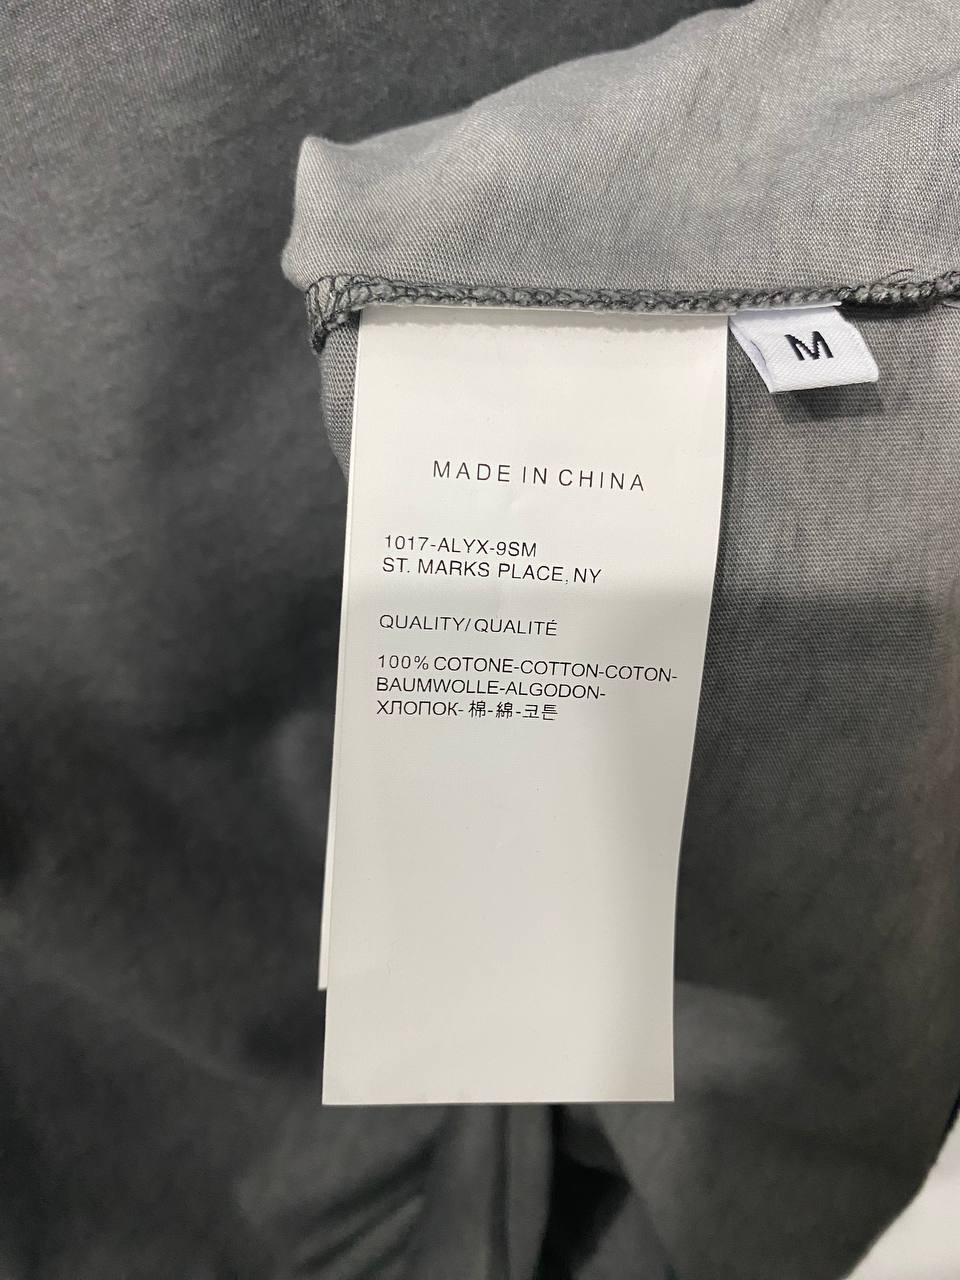 M
MADE IN CHINA
1017-ALYX-9SM
ST. MARKS PLACE, NY
QUALITY/QUALITÉ
100% COTONE-COTTON-COTON-
BAUMWOLLE-ALGODON-
ХЛОПОК- 棉-綿-코튼